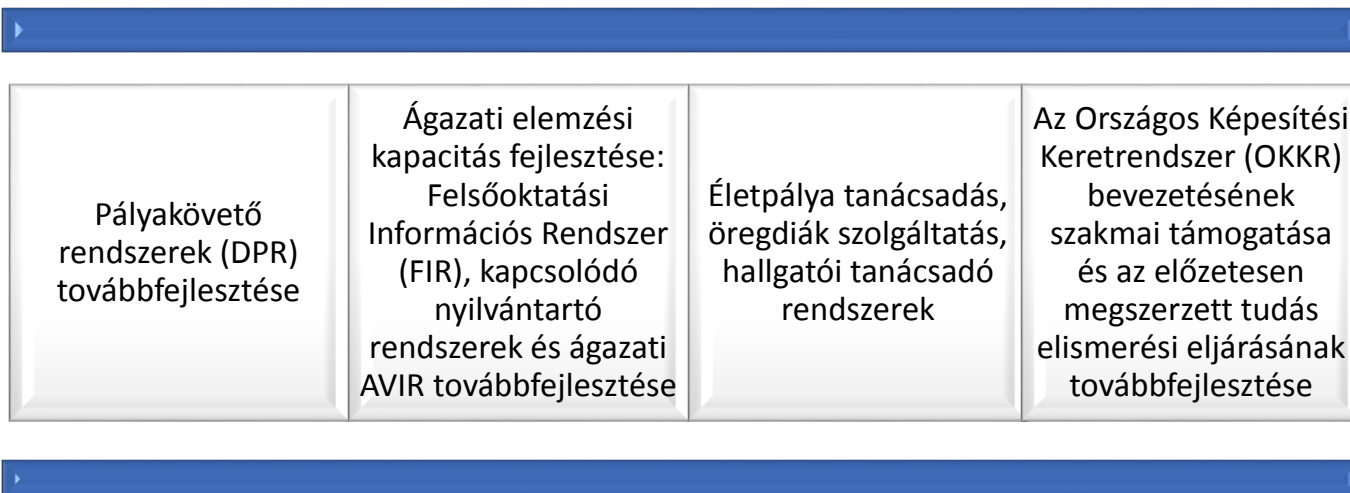 Pályakövető
rendszerek (DPR)
továbbfejlesztése
Ágazati elemzési
kapacitás fejlesztése:
Felsőoktatási
Információs Rendszer
(FIR), kapcsolódó
nyilvántartó
rendszerek és ágazati
AVIR továbbfejlesztése
Életpálya tanácsadás,
öregdiák szolgáltatás,
hallgatói tanácsadó
rendszerek
Az Országos Képesítési
Keretrendszer (OKKR)
bevezetésének
szakmai támogatása
és az előzetesen
megszerzett tudás
elismerési eljárásának
továbbfejlesztése